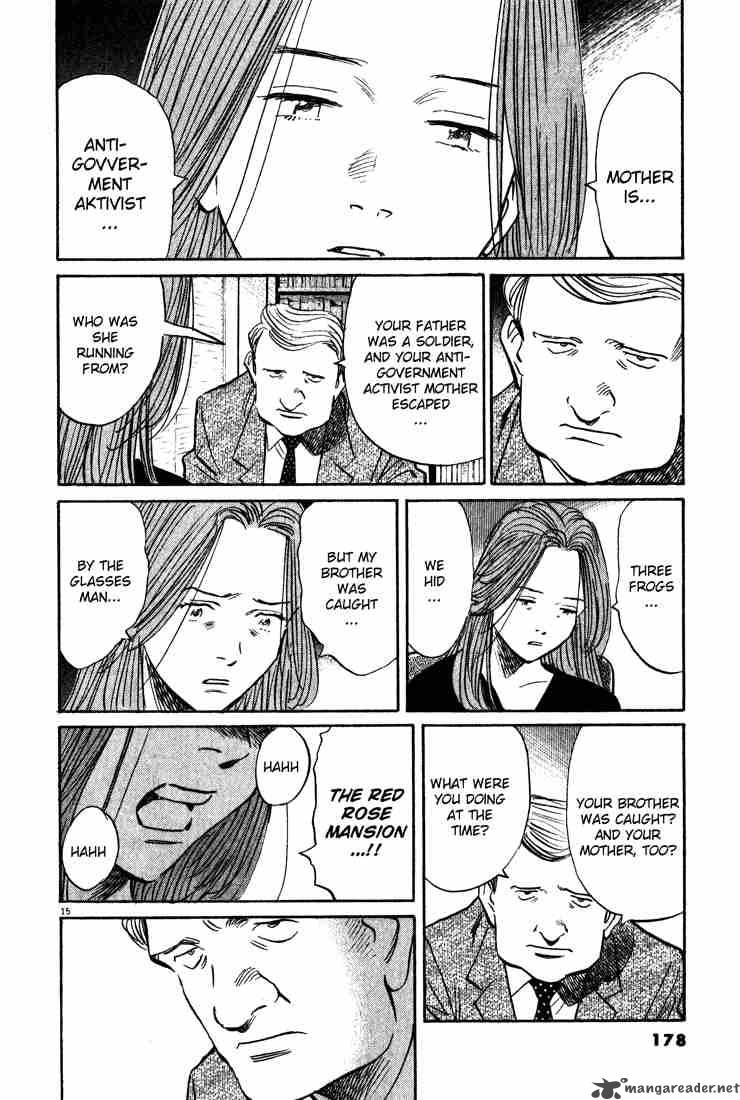 MOTHER
IS...
ANTI-
GOVVER-
MENT
AKTIVIST
...
YOUR FATHER
WAS A SOLDIER,
AND YOUR ANTI-
GOVERNMENT
ACTIVIST MOTHER
ESCAPED
...
WHO WAS
SHE
RUNNING
FROM?
THREE
FROGS
...
WE
HID
...
BUT MY
BROTHER
WAS
CAUGHT
...
BY THE
GLASSES
MAN...
YOUR BROTHER
WAS CAUGHT?
AND YOUR
MOTHER, TOO?
WHAT WERE
YOU DOING
AT THE
TIME?
THE RED
ROSE
MANSION
...!!
HAHH
HAHH
15
178
mangareader.net